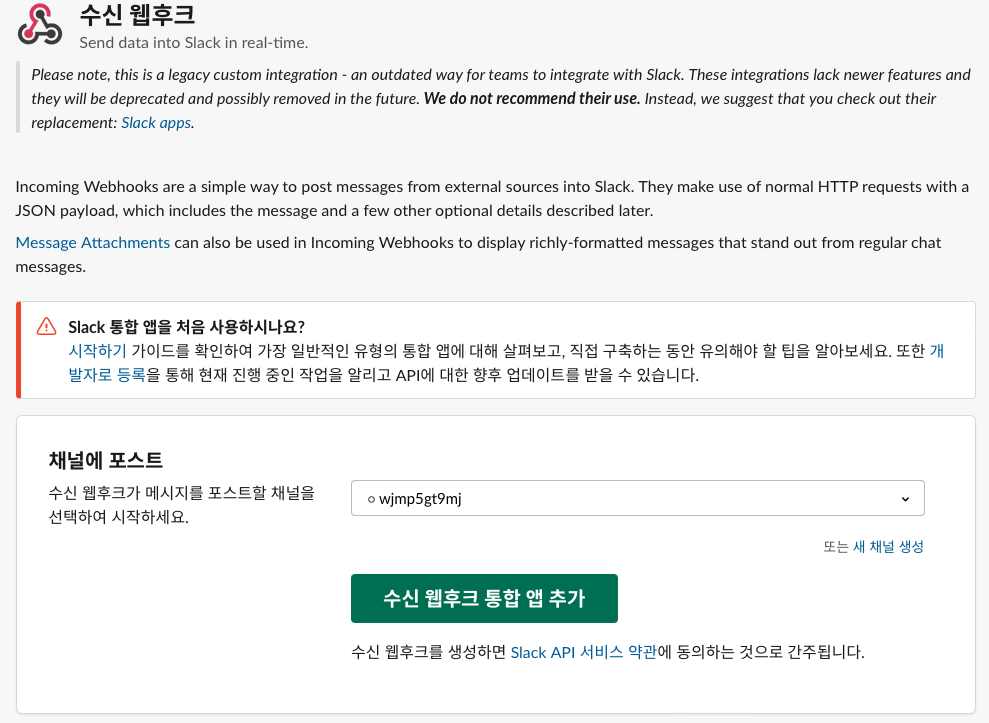 수신 웹후크
Send data into Slack in real-time.
Please note, this is a legacy custom integration - an outdated way for teams to integrate with Slack. These integrations lack newer features and
they will be deprecated and possibly removed in the future. We do not recommend their use. Instead, we suggest that you check out their
replacement: Slack apps.
Incoming Webhooks are a simple way to post messages from external sources into Slack. They make use of normal HTTP requests with a
JSON payload, which includes the message and a few other optional details described later.
Message Attachments can also be used in Incoming Webhooks to display richly-formatted messages that stand out from regular chat
messages.
Slack 통합 앱을 처음 사용하시나요?
시작하기 가이드를 확인하여 가장 일반적인 유형의 통합 앱에 대해 살펴보고, 직접 구축하는 동안 유의해야 할 팁을 알아보세요. 또한 개
발자로 등록을 통해 현재 진행 중인 작업을 알리고 API에 대한 향후 업데이트를 받을 수 있습니다.
채널에 포스트
수신 웹후크가 메시지를 포스트할 채널을
선택하여 시작하세요.
wjmp5gt9mj
또는 새 채널 생성
수신 웹후크 통합 앱 추가
수신 웹후크를 생성하면 Slack API 서비스 약관에 동의하는 것으로 간주됩니다.